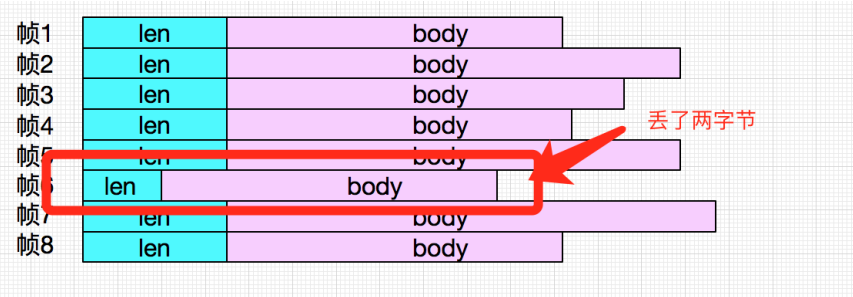 帧1 len body
帧2 len body
帧3 len body
帧4 len body
丢了两字节
帧5 len body
帧6 len body
帧7 len body
帧8 len body